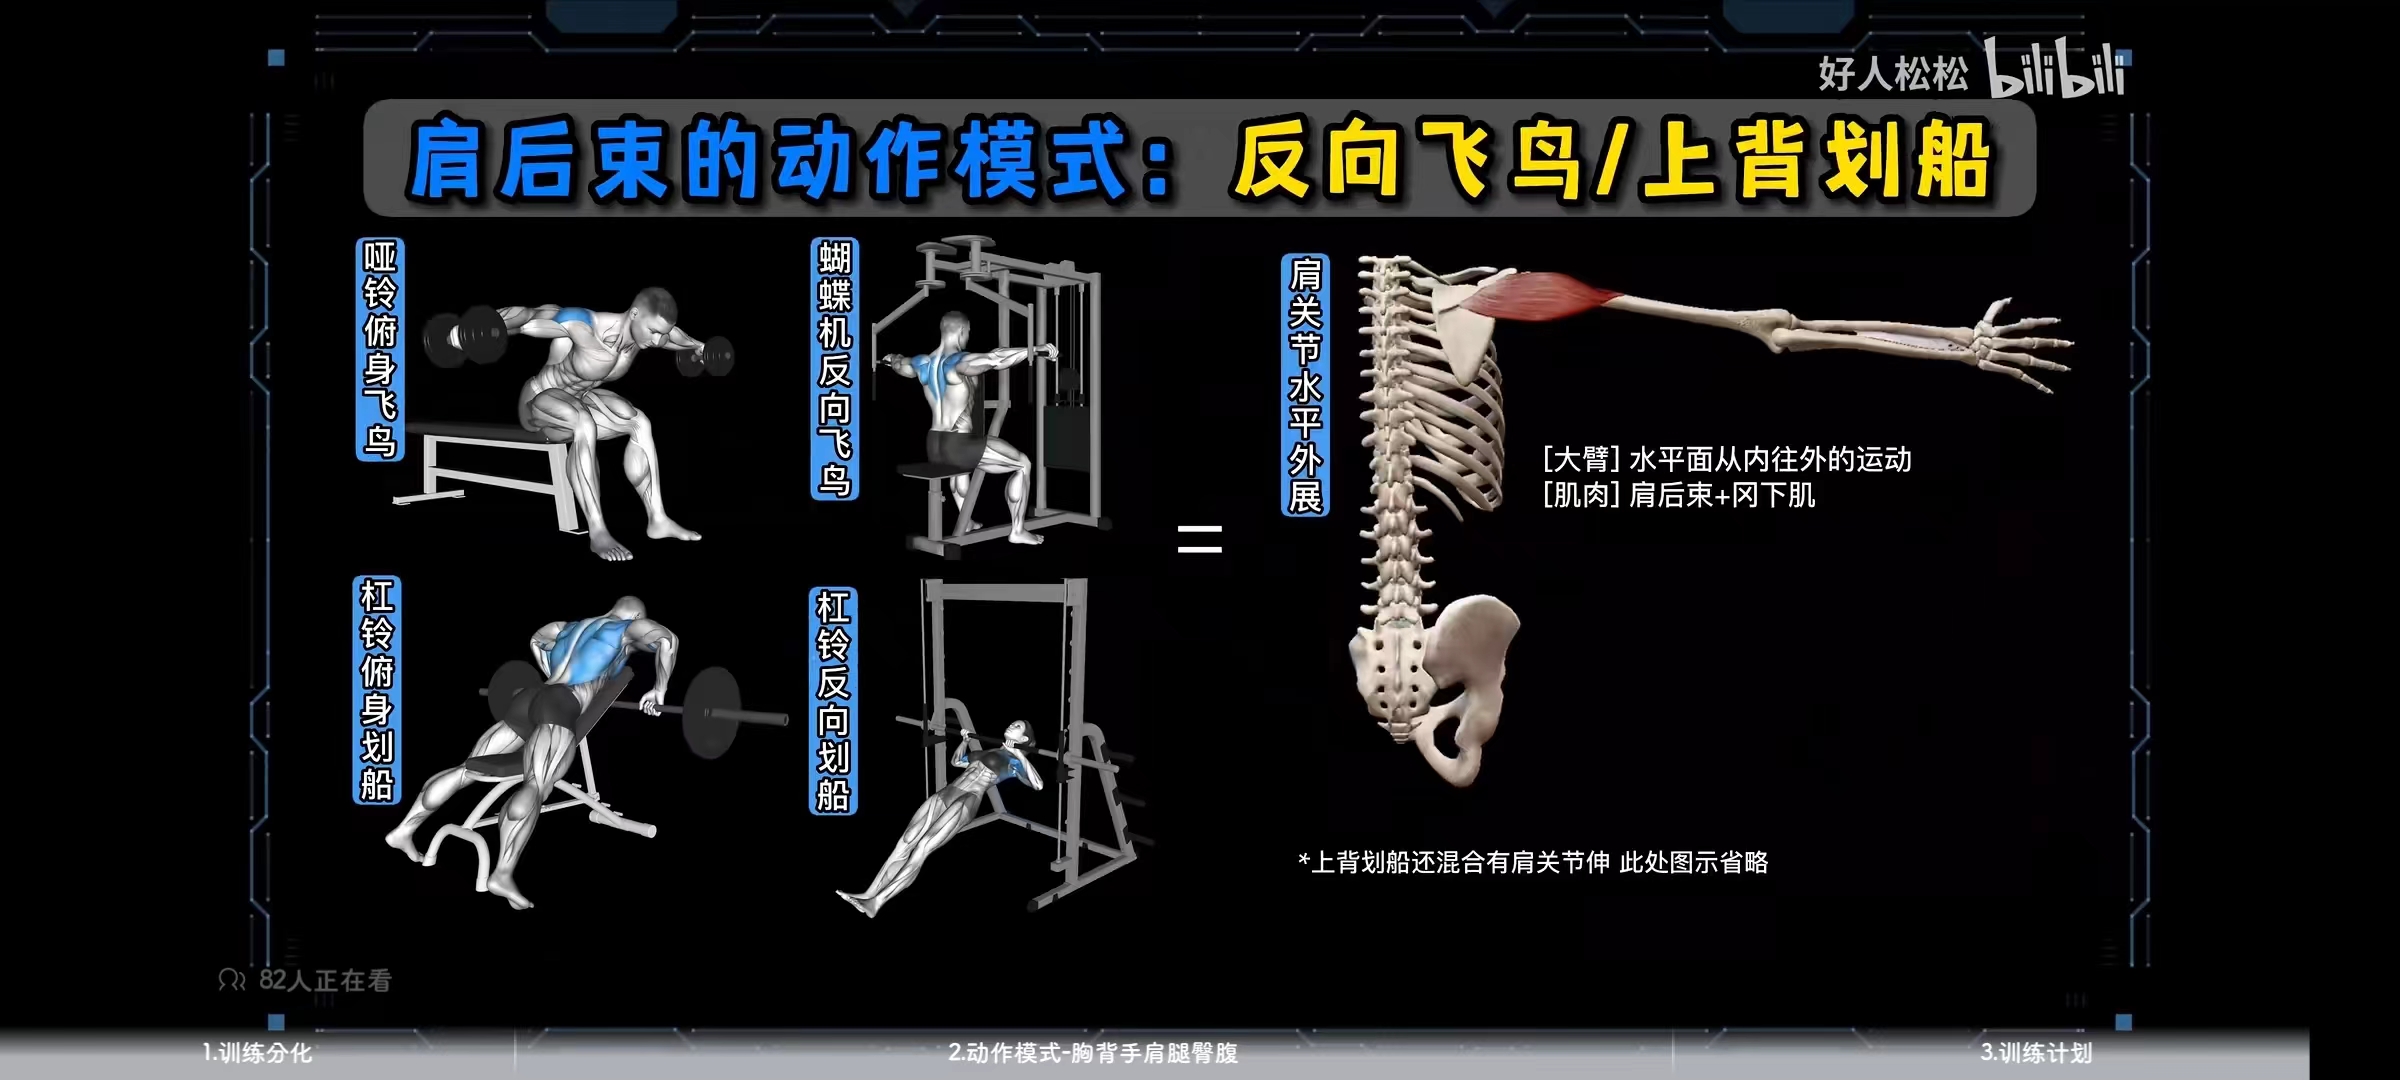 好人松松 bilibili
肩后束的动作模式：反向飞鸟/上背划船
哑铃俯身飞鸟
蝴蝶机反向飞鸟
肩关节水平外展
[大臂] 水平面从内往外的运动
[肌肉] 肩后束+冈下肌
=
杠铃俯身划船
杠铃反向划船
*上背划船还混合有肩关节伸 此处图示省略
82人正在看
1.训练分化
2.动作模式-胸背手肩腿臀腹
3.训练计划